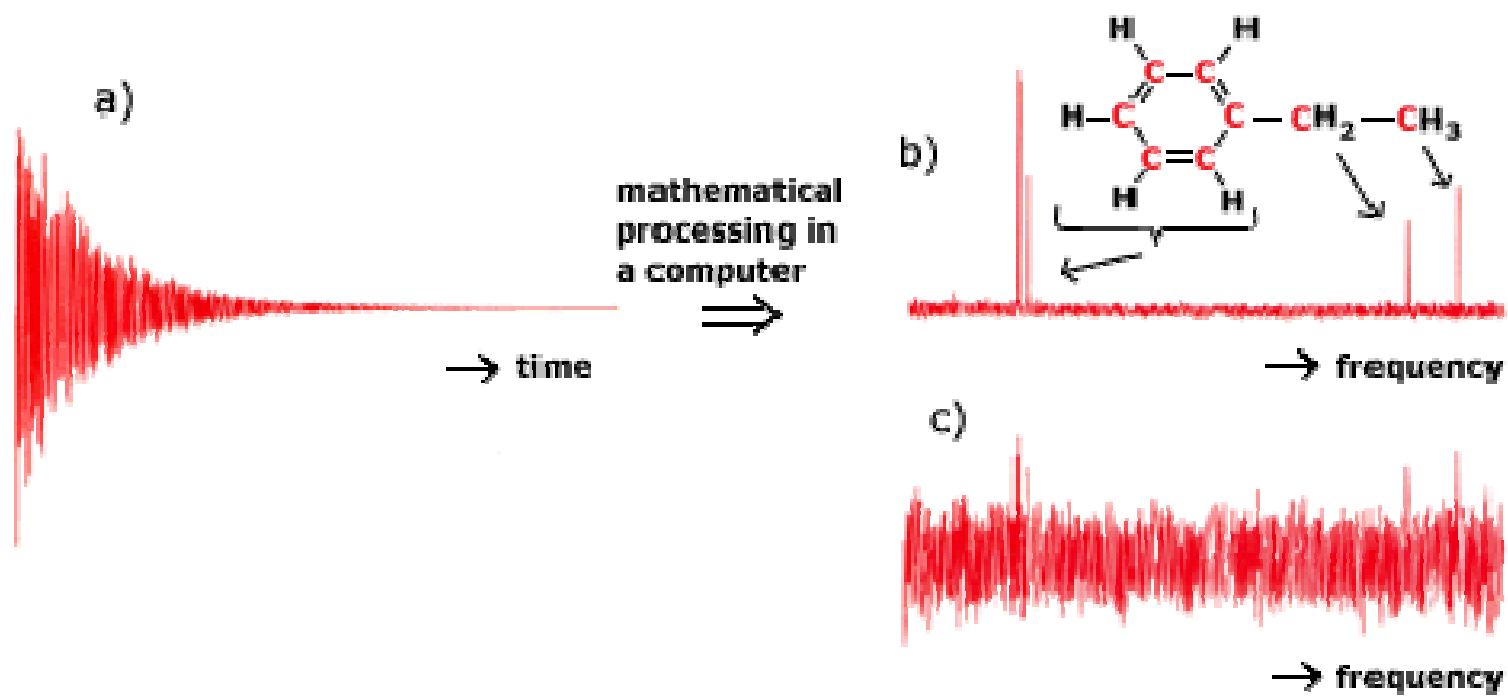 a)
→ time
mathematical
processing in
a computer
⇒
b)
H H
C—C
H—C C—CH₂—CH₃
C=C
H H
→ frequency
c)
→ frequency